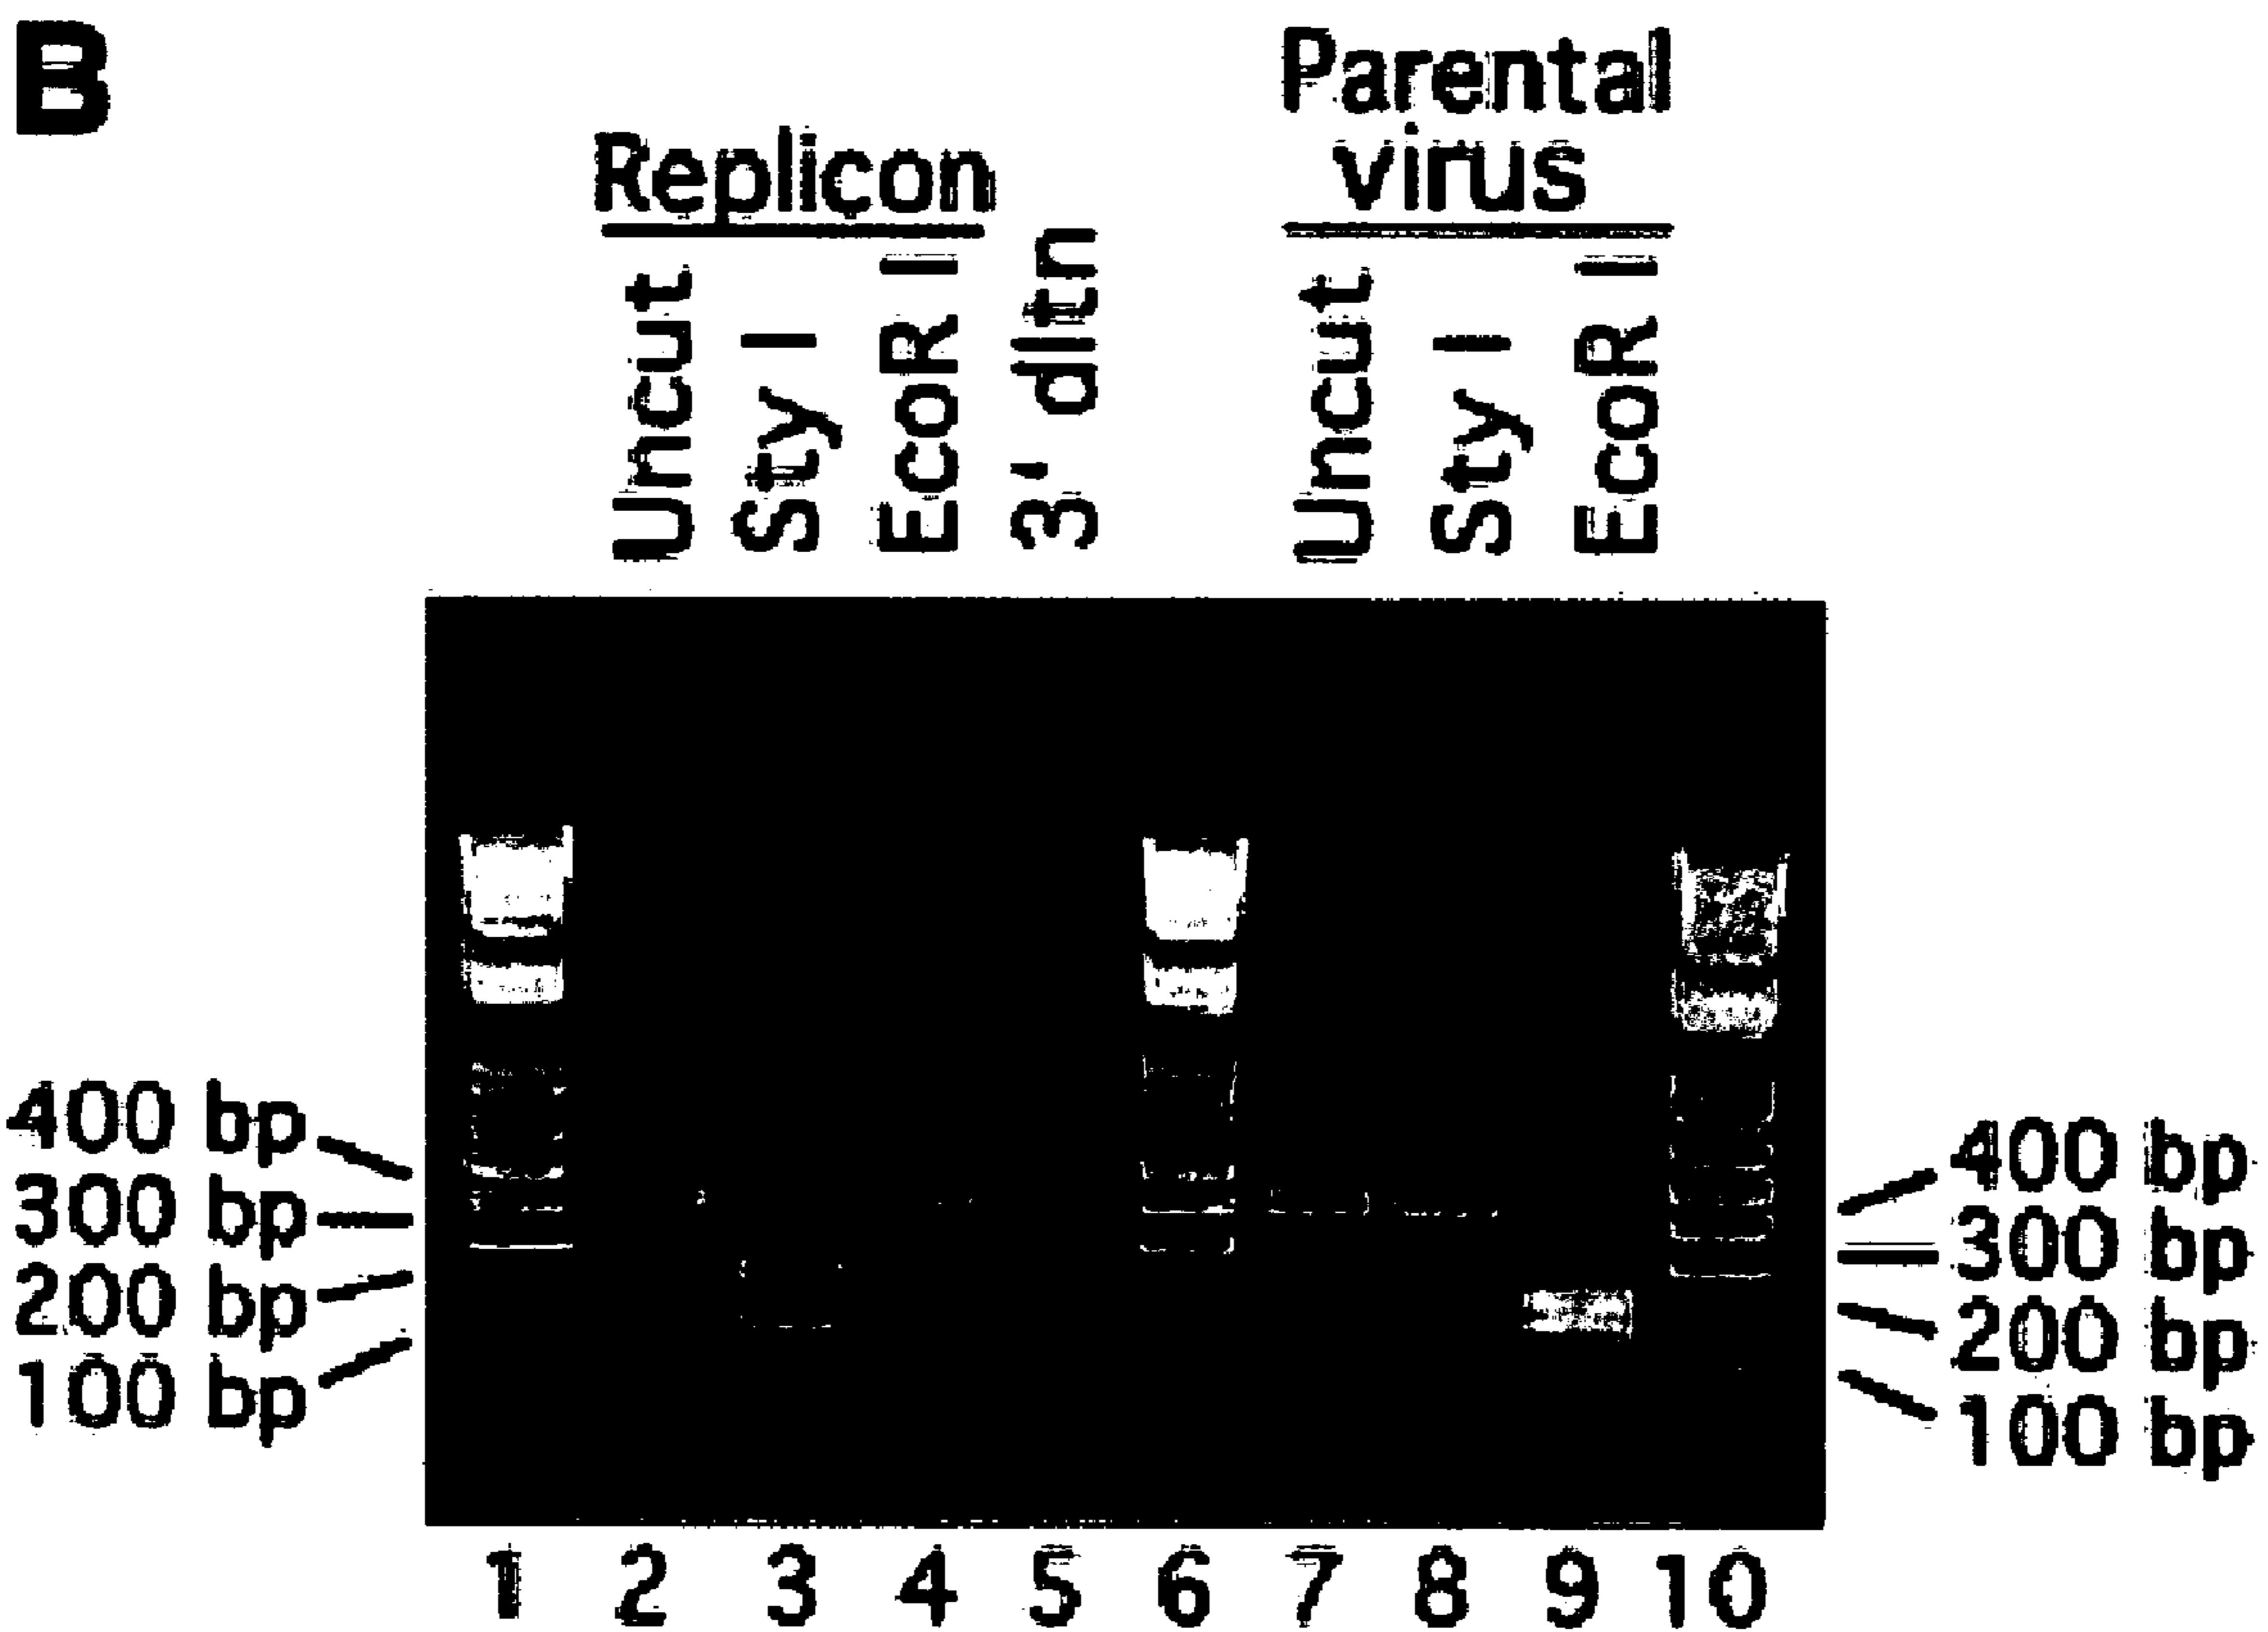 B
Parental
virus
Replicon
Uncut
Sty I
EcoR I
3' dltn
Uncut
Sty I
EcoR I
400 bp
300 bp
200 bp
100 bp
400 bp
300 bp
200 bp
100 bp
1 2 3 4 5 6 7 8 9 10